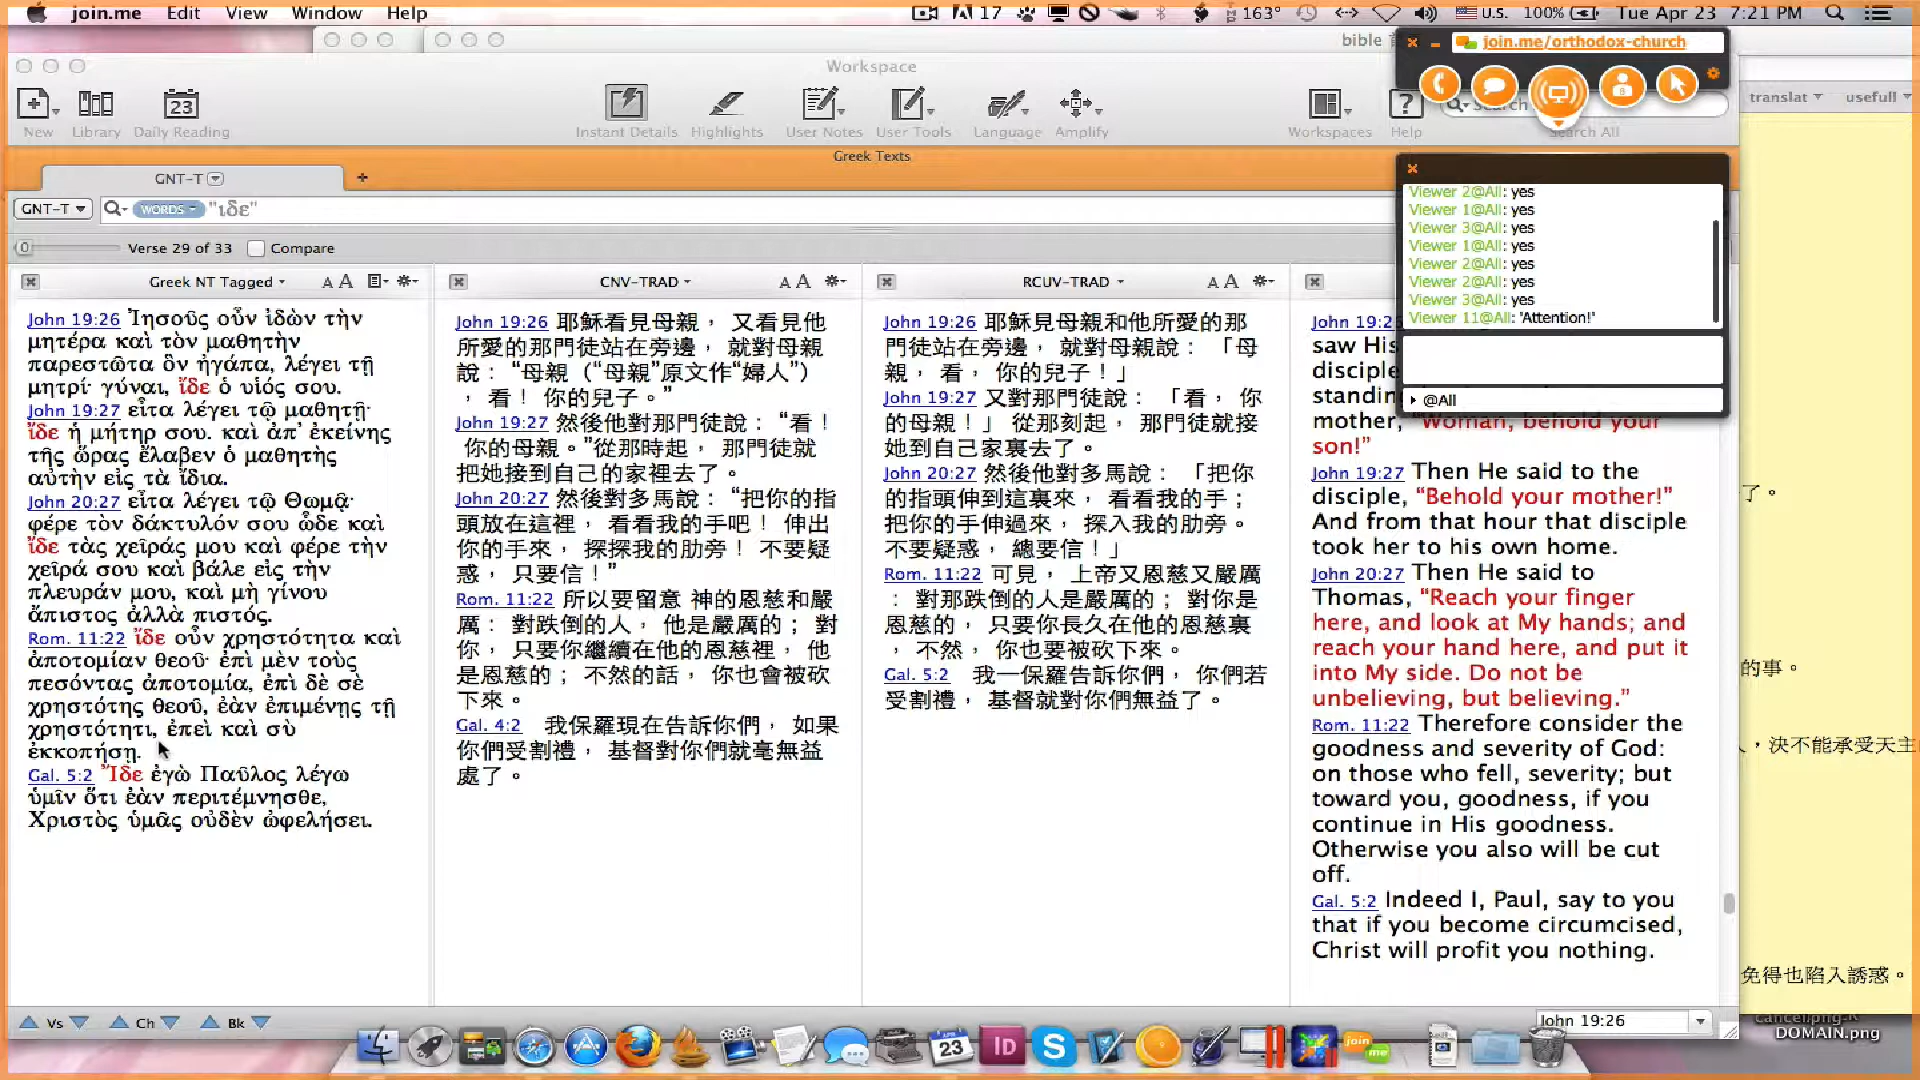 join.me Edit View Window Help
17 163° U.S. 100% Tue Apr 23 7:21 PM
bible
join.me/orthodox-church
Workspace
New Library Daily Reading Instant Details Highlights User Notes User Tools Language Amplify Workspaces Help Search All
23
translat usefull
Greek Texts
GNT-T
GNT-T WORDS "ιδε"
Verse 29 of 33 Compare
Viewer 2@All: yes
Viewer 1@All: yes
Viewer 3@All: yes
Viewer 1@All: yes
Viewer 2@All: yes
Viewer 2@All: yes
Viewer 3@All: yes
Viewer 11@All: 'Attention!'
@All
Greek NT Tagged
John 19:26 Ἰησοῦς οὖν ἰδὼν τὴν
μητέρα καὶ τὸν μαθητὴν
παρεστῶτα ὃν ἠγάπα, λέγει τῇ
μητρί· γύναι, ἴδε ὁ υἱός σου.
John 19:27 εἶτα λέγει τῷ μαθητῇ·
ἴδε ἡ μήτηρ σου. καὶ ἀπ’ ἐκείνης
τῆς ὥρας ἔλαβεν ὁ μαθητὴς
αὐτὴν εἰς τὰ ἴδια.
John 20:27 εἶτα λέγει τῷ Θωμᾷ·
φέρε τὸν δάκτυλόν σου ὧδε καὶ
ἴδε τὰς χεῖράς μου καὶ φέρε τὴν
χεῖρά σου καὶ βάλε εἰς τὴν
πλευράν μου, καὶ μὴ γίνου
ἄπιστος ἀλλὰ πιστός.
Rom. 11:22 ἴδε οὖν χρηστότητα καὶ
ἀποτομίαν θεοῦ· ἐπὶ μὲν τοὺς
πεσόντας ἀποτομία, ἐπὶ δὲ σὲ
χρηστότης θεοῦ, ἐὰν ἐπιμένῃς τῇ
χρηστότητι, ἐπεὶ καὶ σὺ
ἐκκοπήσῃ.
Gal. 5:2 Ἴδε ἐγὼ Παῦλος λέγω
ὑμῖν ὅτι ἐὰν περιτέμνησθε,
Χριστὸς ὑμᾶς οὐδὲν ὠφελήσει.
CNV-TRAD
John 19:26 耶穌看見母親，又看見他
所愛的那門徒站在旁邊，就對母親
說：“母親（“母親”原文作“婦人”）
，看！你的兒子。”
John 19:27 然後他對那門徒說：“看！
你的母親。”從那時起，那門徒就
把她接到自己的家裡去了。
John 20:27 然後對多馬說：“把你的指
頭放在這裡，看看我的手吧！伸出
你的手來，探探我的肋旁！不要疑
惑，只要信！”
Rom. 11:22 所以要留意 神的恩慈和嚴
厲：對跌倒的人，他是嚴厲的；對
你，只要你繼續在他的恩慈裡，他
是恩慈的；不然的話，你也會被砍
下來。
Gal. 4:2 我保羅現在告訴你們，如果
你們受割禮，基督對你們就毫無益
處了。
RCUV-TRAD
John 19:26 耶穌見母親和他所愛的那
門徒站在旁邊，就對母親說：「母
親，看，你的兒子！」
John 19:27 又對那門徒說：「看，你
的母親！」從那刻起，那門徒就接
她到自己家裏去了。
John 20:27 然後他對多馬說：「把你
的指頭伸到這裏來，看看我的手；
把你的手伸過來，探入我的肋旁。
不要疑惑，總要信！」
Rom. 11:22 可見，上帝又恩慈又嚴厲
：對那跌倒的人是嚴厲的；對你是
恩慈的，只要你長久在他的恩慈裏
，不然，你也要被砍下來。
Gal. 5:2 我—保羅告訴你們，你們若
受割禮，基督就對你們無益了。
John 19:2
saw His
disciple
standin
mother, “Woman, behold your
son!”
John 19:27 Then He said to the
disciple, “Behold your mother!”
And from that hour that disciple
took her to his own home.
John 20:27 Then He said to
Thomas, “Reach your finger
here, and look at My hands; and
reach your hand here, and put it
into My side. Do not be
unbelieving, but believing.”
Rom. 11:22 Therefore consider the
goodness and severity of God:
on those who fell, severity; but
toward you, goodness, if you
continue in His goodness.
Otherwise you also will be cut
off.
Gal. 5:2 Indeed I, Paul, say to you
that if you become circumcised,
Christ will profit you nothing.
了。
的事。
人，決不能承受天主
免得也陷入誘惑。
Vs Ch Bk
John 19:26
DOMAIN.png
23 ID join me